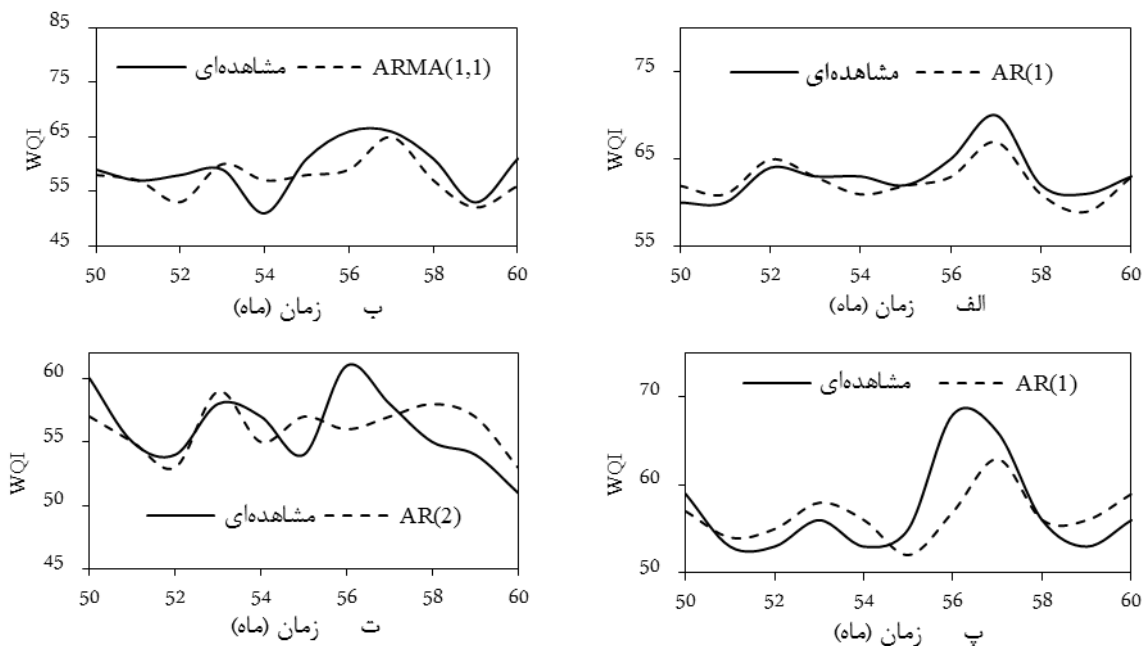 85
75
65
55
45
WQI
مشاهده‌ای ARMA(1,1)
50 52 54 56 58 60
ب زمان (ماه)
75
65
55
WQI
مشاهده‌ای AR(1)
50 52 54 56 58 60
الف زمان (ماه)
60
55
50
45
WQI
مشاهده‌ای AR(2)
50 52 54 56 58 60
ت زمان (ماه)
70
60
50
WQI
مشاهده‌ای AR(1)
50 52 54 56 58 60
پ زمان (ماه)